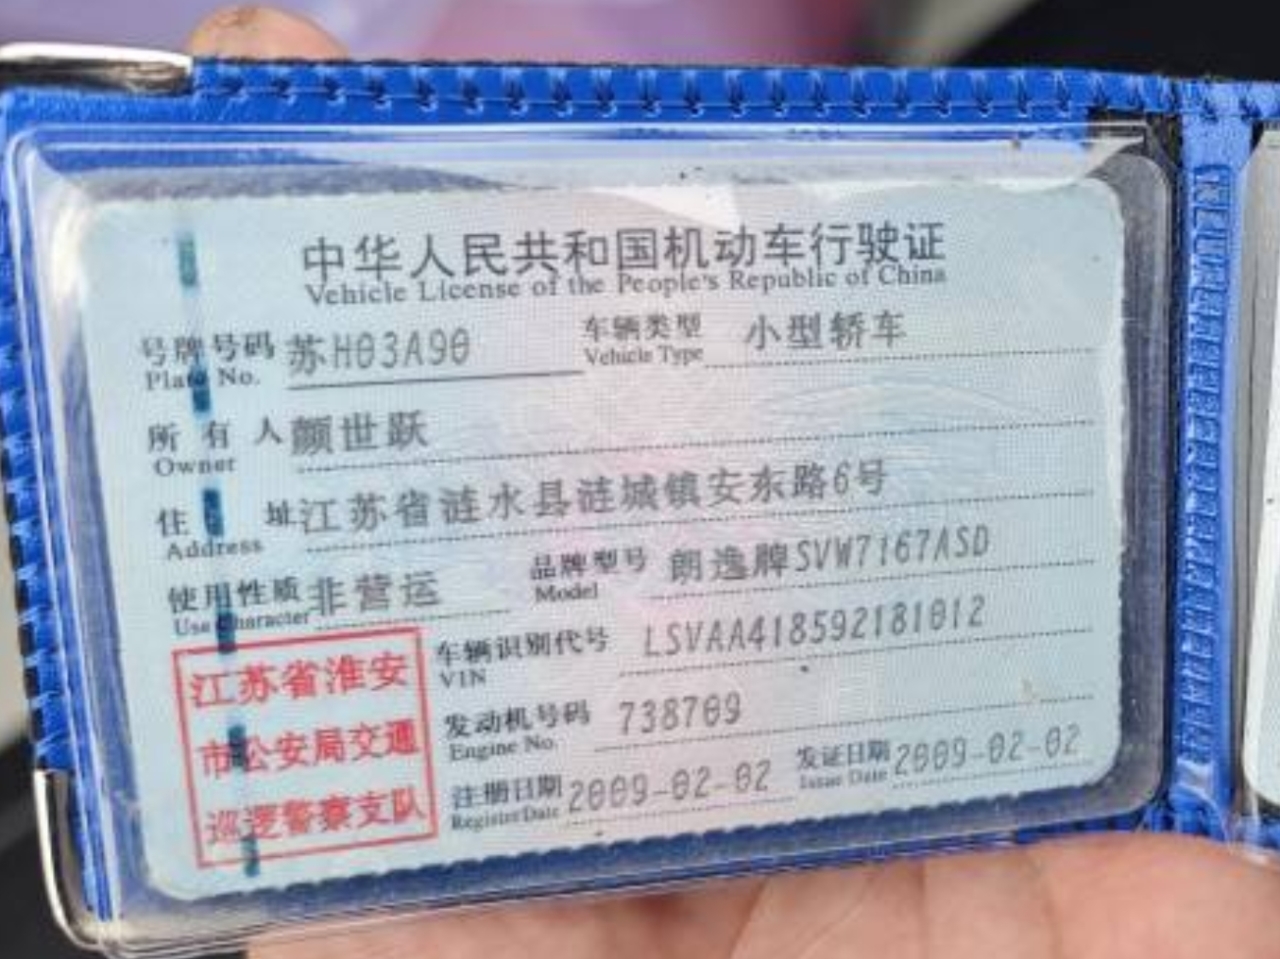 中华人民共和国机动车行驶证
Vehicle License of the People's Republic of China
号牌号码 苏H03A90 车辆类型 小型轿车
Plate No. Vehicle Type
所有人 颜世跃
Owner
住址 江苏省涟水县涟城镇安东路6号
Address
使用性质 非营运 品牌型号 朗逸牌SVW7167ASD
Use Character Model
车辆识别代号 LSVAA418592181012
VIN
发动机号码 738709
Engine No.
注册日期 2009-02-02 发证日期 2009-02-02
Register Date Issue Date
江苏省淮安
市公安局交通
巡逻警察支队